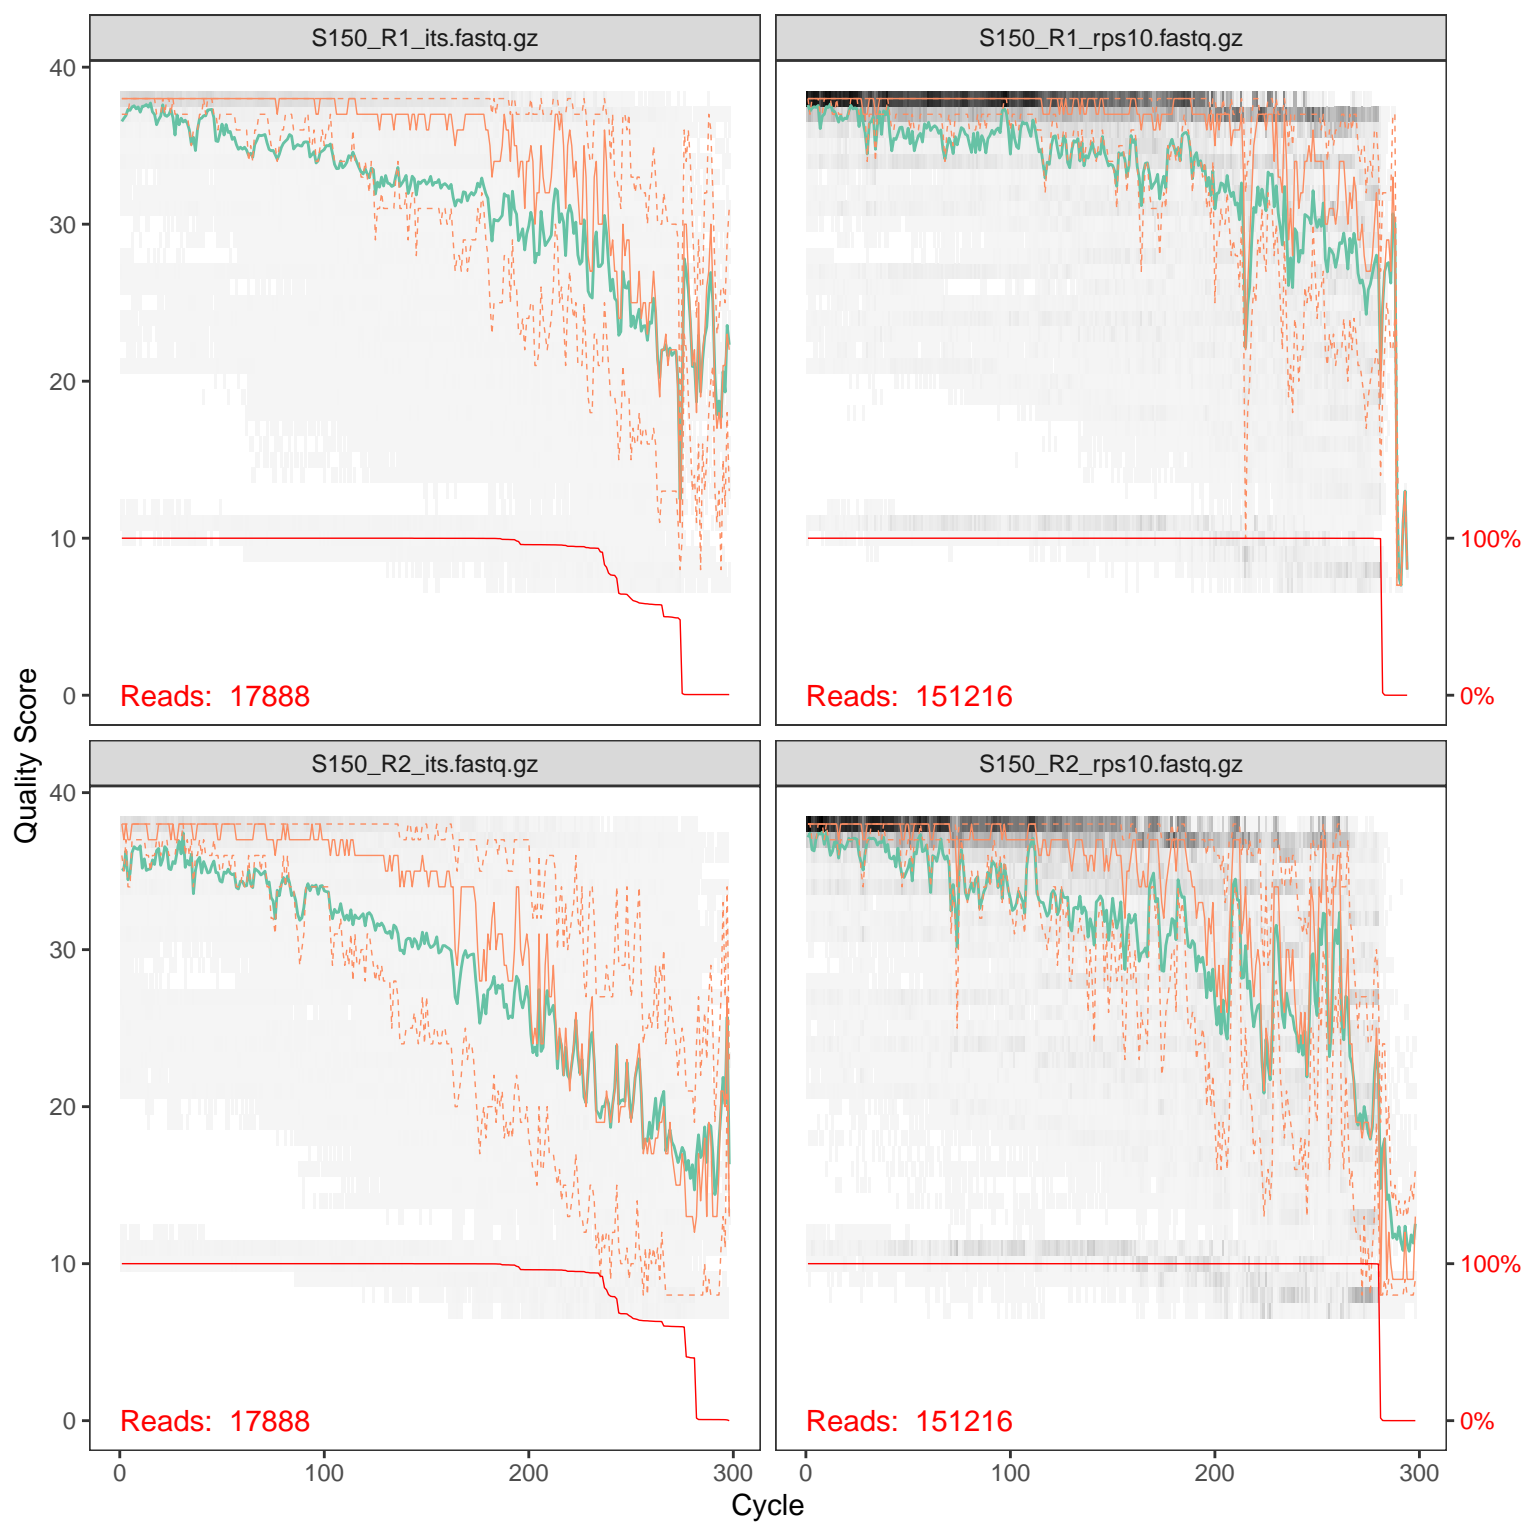 S150_R1_its.fastq.gz
S150_R1_rps10.fastq.gz
40
30
20
10
0
Reads: 17888
Reads: 151216
100%
0%
Quality Score
S150_R2_its.fastq.gz
S150_R2_rps10.fastq.gz
40
30
20
10
0
Reads: 17888
Reads: 151216
100%
0%
0 100 200 300
0 100 200 300
Cycle